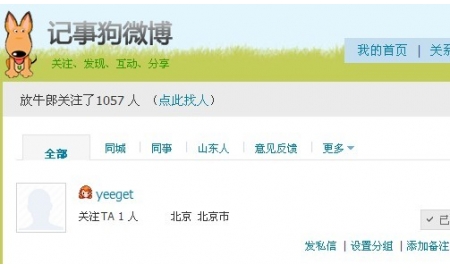 记事狗微博
关注、发现、互动、分享
我的首页 | 关系
放牛郎关注了1057 人 （点此找人）
全部 同城 同事 山东人 意见反馈 更多
yeeget
关注TA 1 人 北京 北京市
已
发私信 | 设置分组 | 添加备注